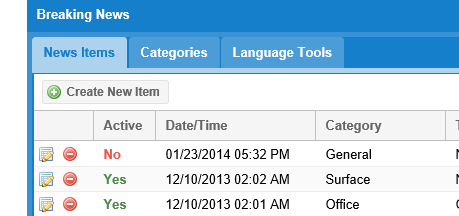 Breaking News
News Items Categories Language Tools
Create New Item
Active Date/Time Category
No 01/23/2014 05:32 PM General
Yes 12/10/2013 02:02 AM Surface
Yes 12/10/2013 02:01 AM Office